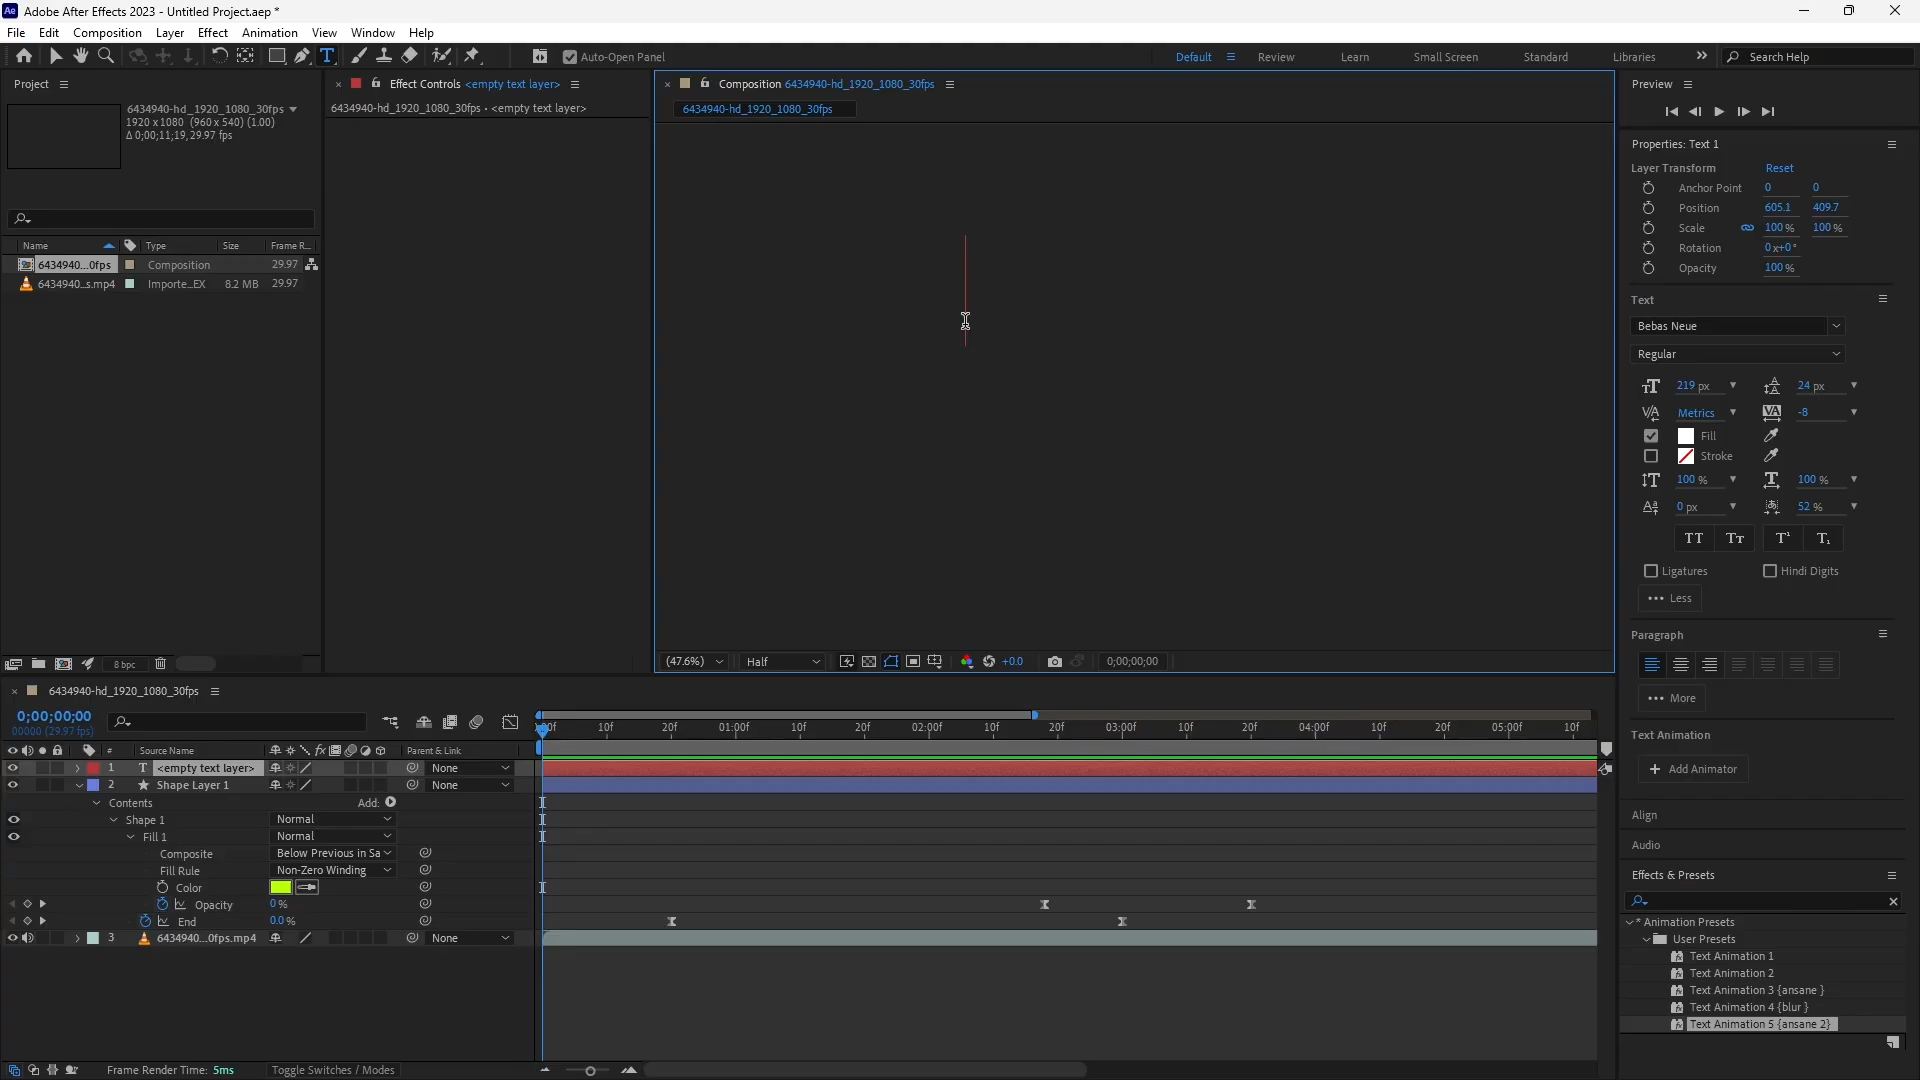 Ae Adobe After Effects 2023 - Untitled Project.aep *
File Edit Composition Layer Effect Animation View Window Help
Auto-Open Panel Default Review Learn Small Screen Standard Libraries Search Help
Project
6434940-hd_1920_1080_30fps
1920 x 1080 (960 x 540) (1.00)
Δ 0;00;11;19, 29.97 fps
Name Type Size Frame R...
6434940...0fps Composition 29.97
6434940...s.mp4 Importe...EX 8.2 MB 29.97
8 bpc
Effect Controls <empty text layer>
6434940-hd_1920_1080_30fps • <empty text layer>
Composition 6434940-hd_1920_1080_30fps
6434940-hd_1920_1080_30fps
(47.6%) Half +0.0 0;00;00;00
Preview
Properties: Text 1
Layer Transform Reset
Anchor Point 0 0
Position 605.1 409.7
Scale 100 % 100 %
Rotation 0x+0°
Opacity 100 %
Text
Bebas Neue
Regular
219 px 24 px
Metrics -8
Fill
Stroke
100 % 100 %
0 px 52 %
TT Tт T¹ T₁
Ligatures Hindi Digits
••• Less
Paragraph
••• More
Text Animation
+ Add Animator
Align
Audio
Effects & Presets
* Animation Presets
User Presets
Text Animation 1
Text Animation 2
Text Animation 3 {ansane }
Text Animation 4 {blur }
Text Animation 5 {ansane 2}
6434940-hd_1920_1080_30fps
0;00;00;00
00000 (29.97 fps)
10f 20f 01:00f 10f 20f 02:00f 10f 20f 03:00f 10f 20f 04:00f 10f 20f 05:00f 10f
# Source Name fx Parent & Link
1 T <empty text layer> None
2 Shape Layer 1 None
Contents Add:
Shape 1 Normal
Fill 1 Normal
Composite Below Previous in Sa
Fill Rule Non-Zero Winding
Color
Opacity 0 %
End 0.0 %
3 6434940...0fps.mp4 None
Frame Render Time: 5ms Toggle Switches / Modes